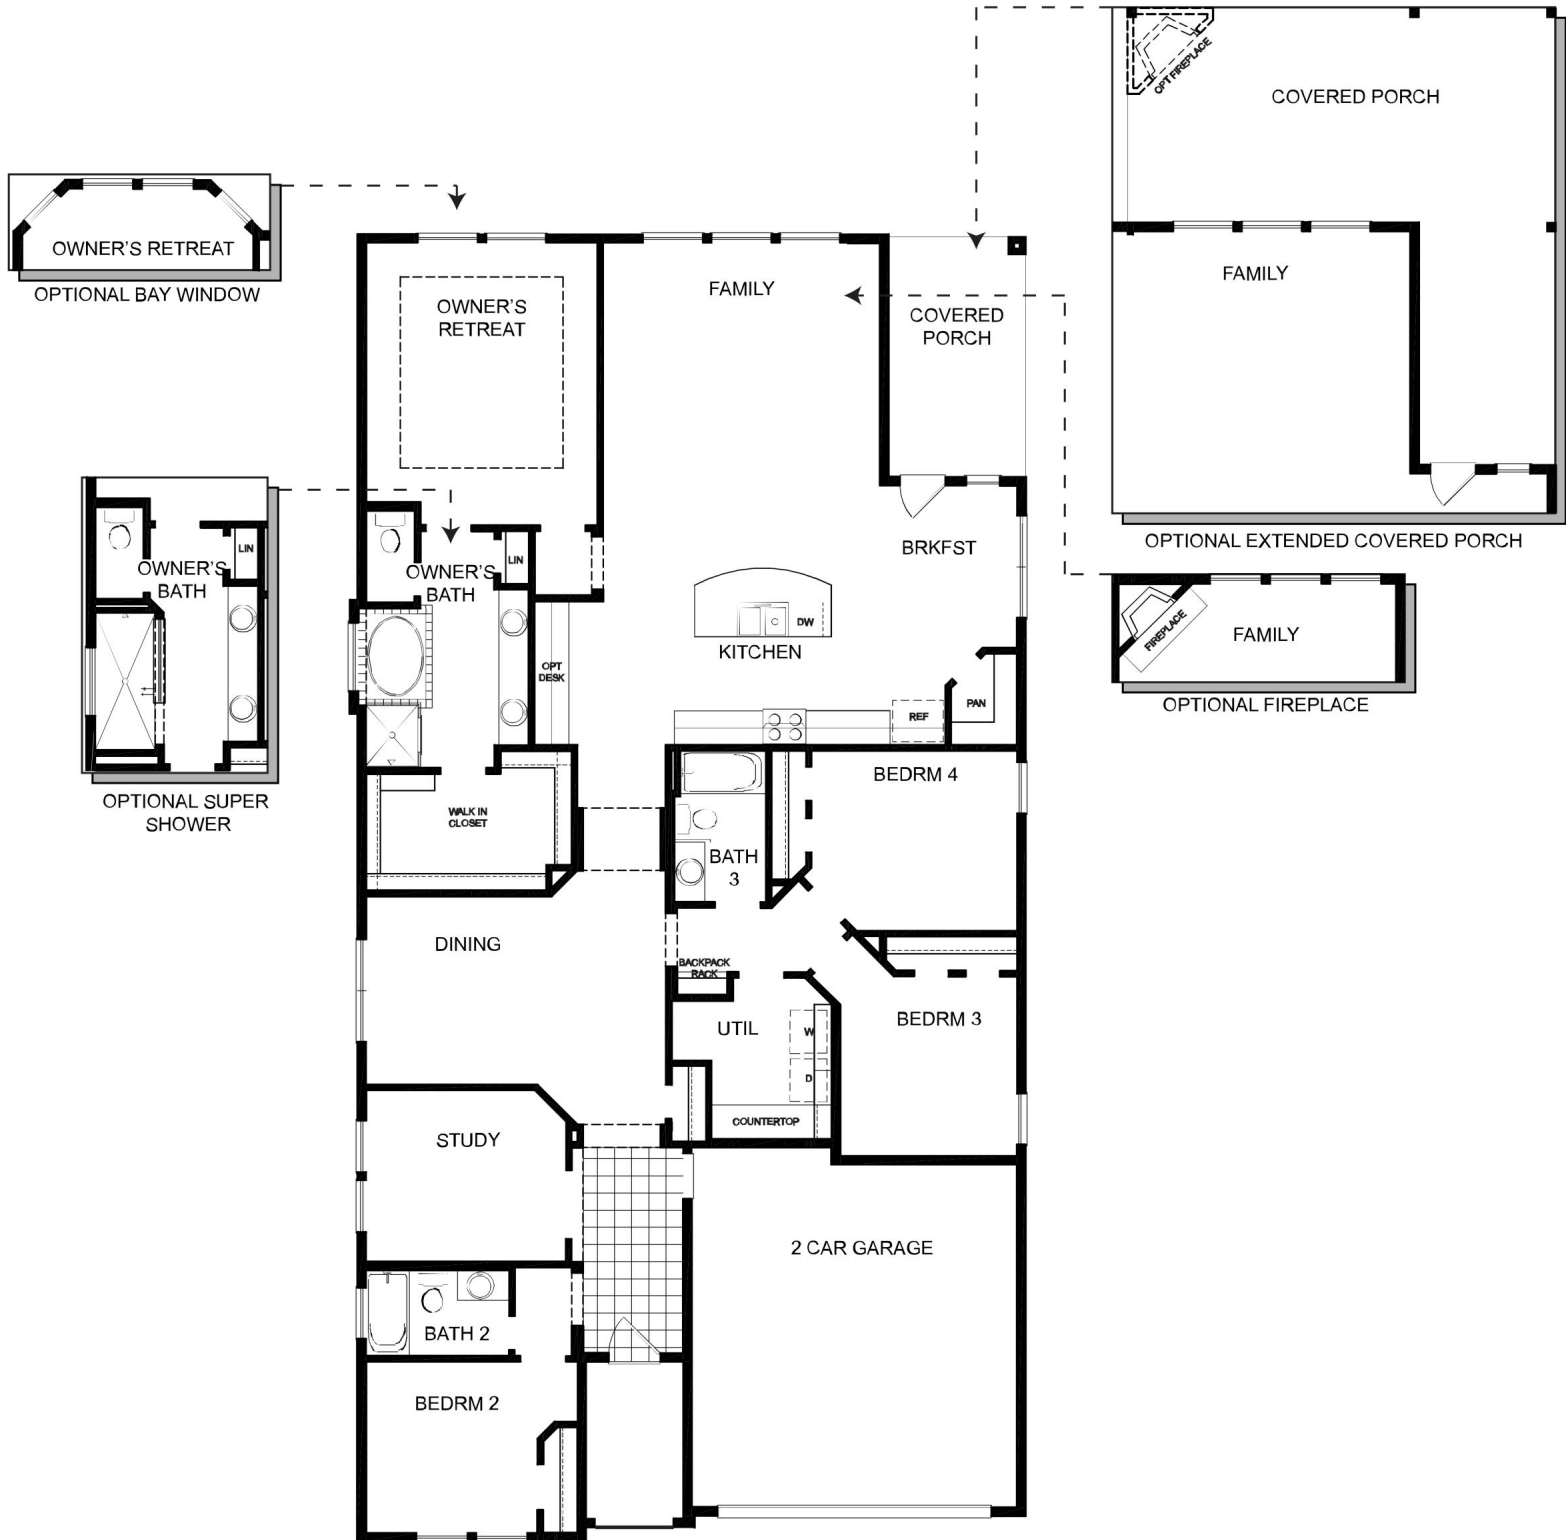 OPT FIREPLACE
COVERED PORCH
OWNER'S RETREAT
OPTIONAL BAY WINDOW
FAMILY
OWNER'S
RETREAT
FAMILY
COVERED
PORCH
OPTIONAL EXTENDED COVERED PORCH
LIN
OWNER'S
BATH
LIN
OWNER'S
BATH
BRKFST
DW
KITCHEN
OPT
DESK
REF
PAN
FIREPLACE
FAMILY
OPTIONAL FIREPLACE
OPTIONAL SUPER
SHOWER
WALK IN
CLOSET
BEDRM 4
BATH
3
DINING
BACKPACK
RACK
BEDRM 3
UTIL
W
D
COUNTERTOP
STUDY
2 CAR GARAGE
BATH 2
BEDRM 2